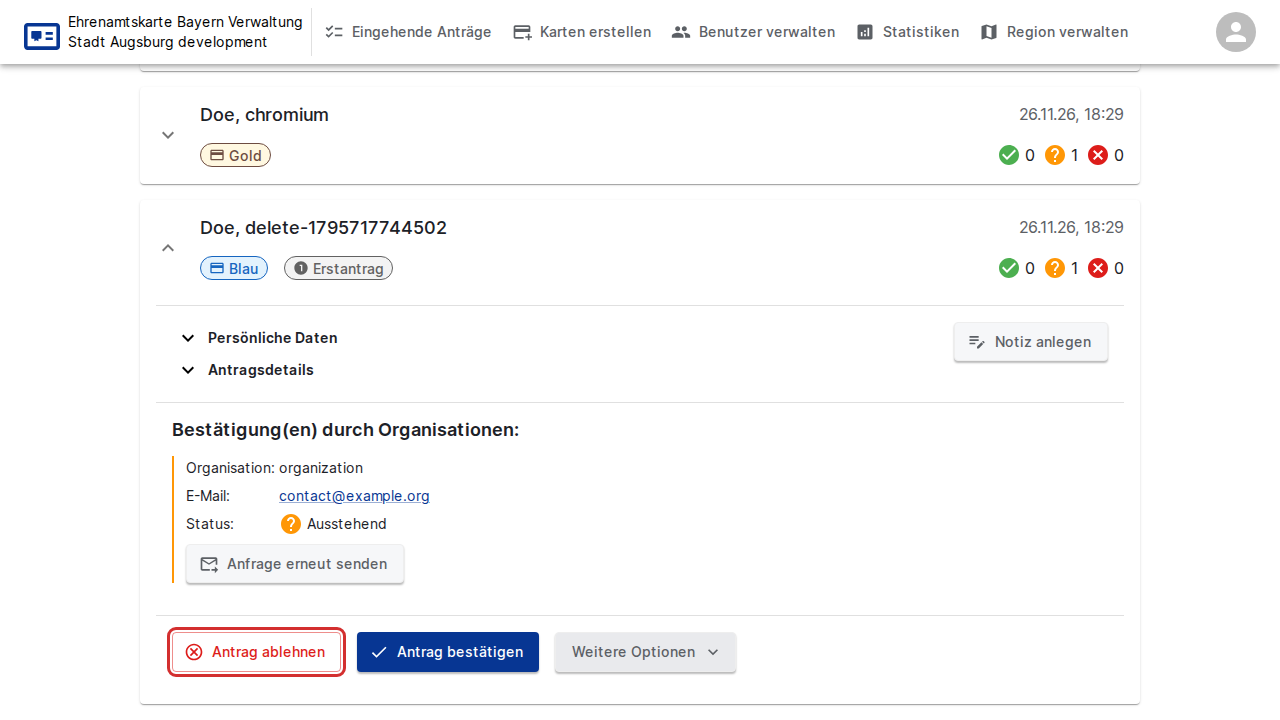 Ehrenamtskarte Bayern Verwaltung
Stadt Augsburg development
Eingehende Anträge
Karten erstellen
Benutzer verwalten
Statistiken
Region verwalten
Doe, chromium
26.11.26, 18:29
Gold
0 1 0
Doe, delete-1795717744502
26.11.26, 18:29
Blau
Erstantrag
0 1 0
Persönliche Daten
Notiz anlegen
Antragsdetails
Bestätigung(en) durch Organisationen:
Organisation: organization
E-Mail: contact@example.org
Status: Ausstehend
Anfrage erneut senden
Antrag ablehnen
Antrag bestätigen
Weitere Optionen